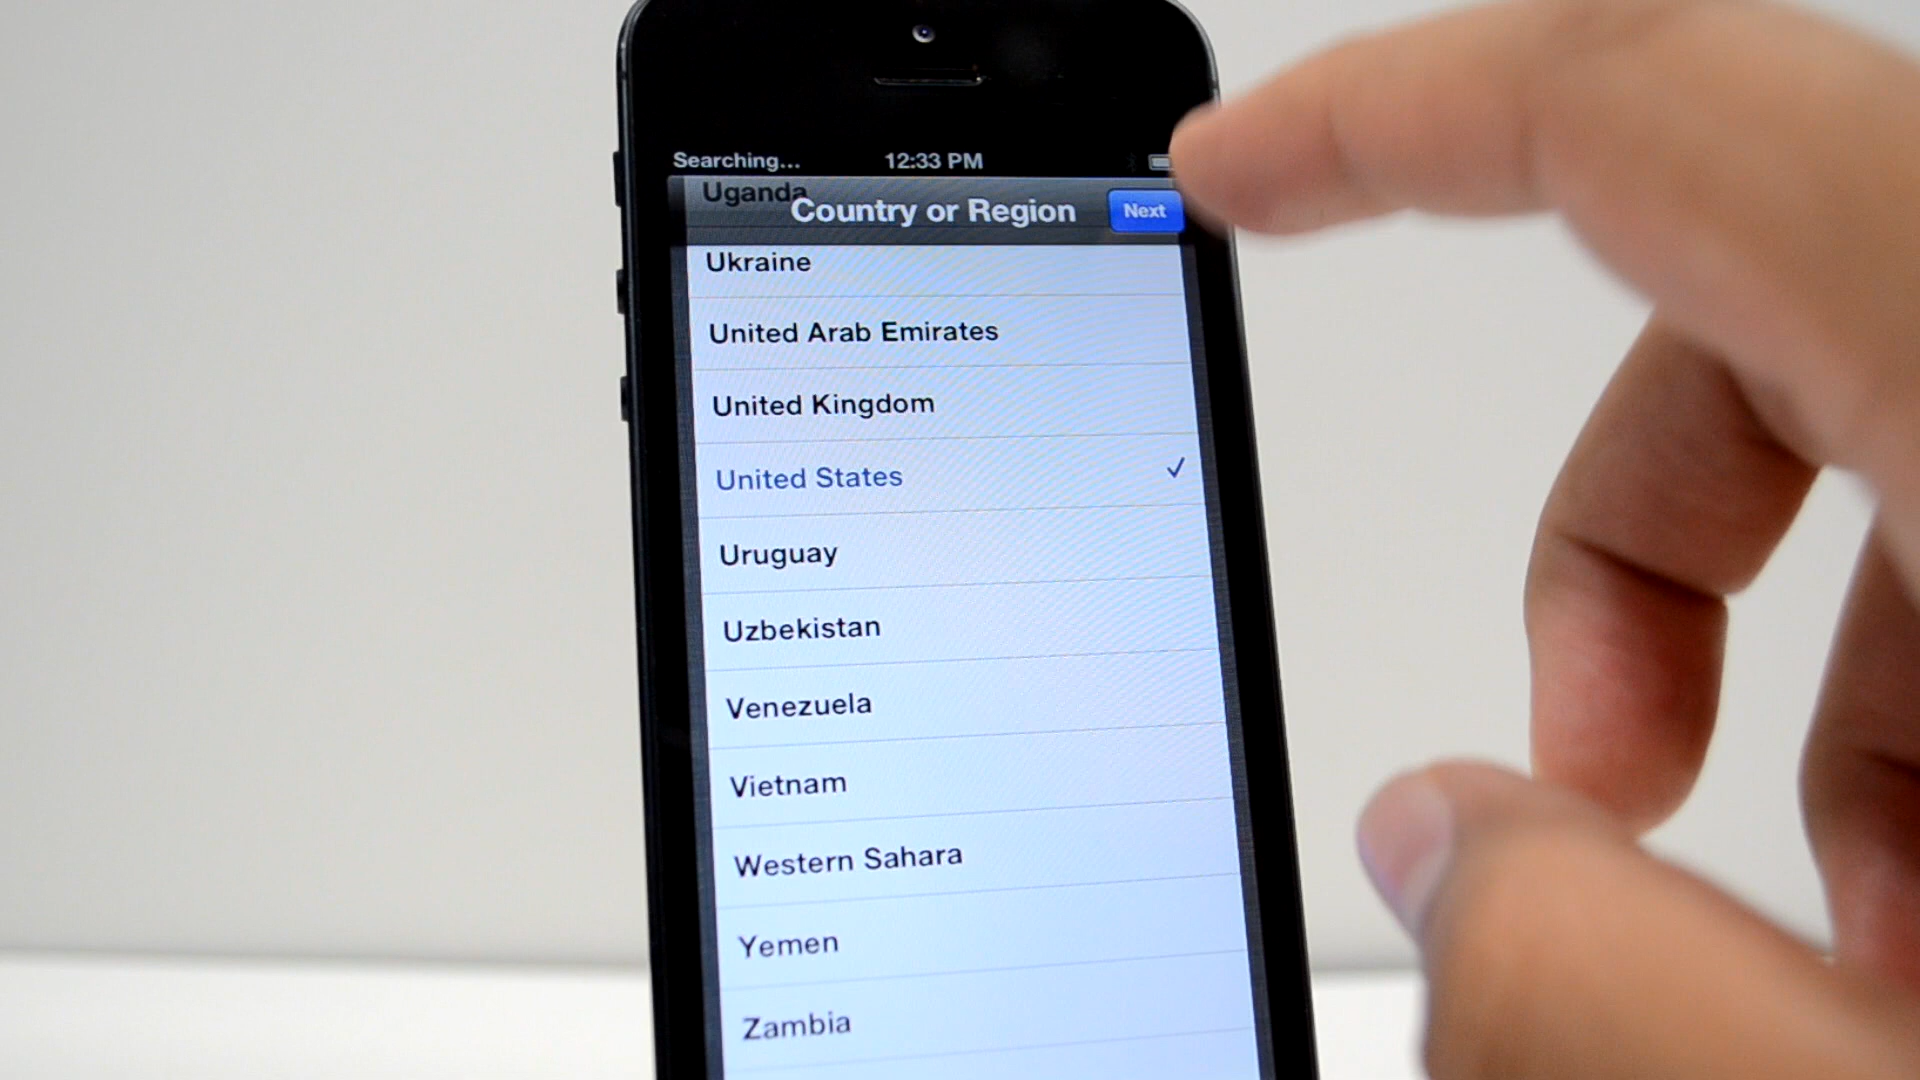 Searching... 12:33 PM
Uganda
Country or Region Next
Ukraine
United Arab Emirates
United Kingdom
United States
Uruguay
Uzbekistan
Venezuela
Vietnam
Western Sahara
Yemen
Zambia